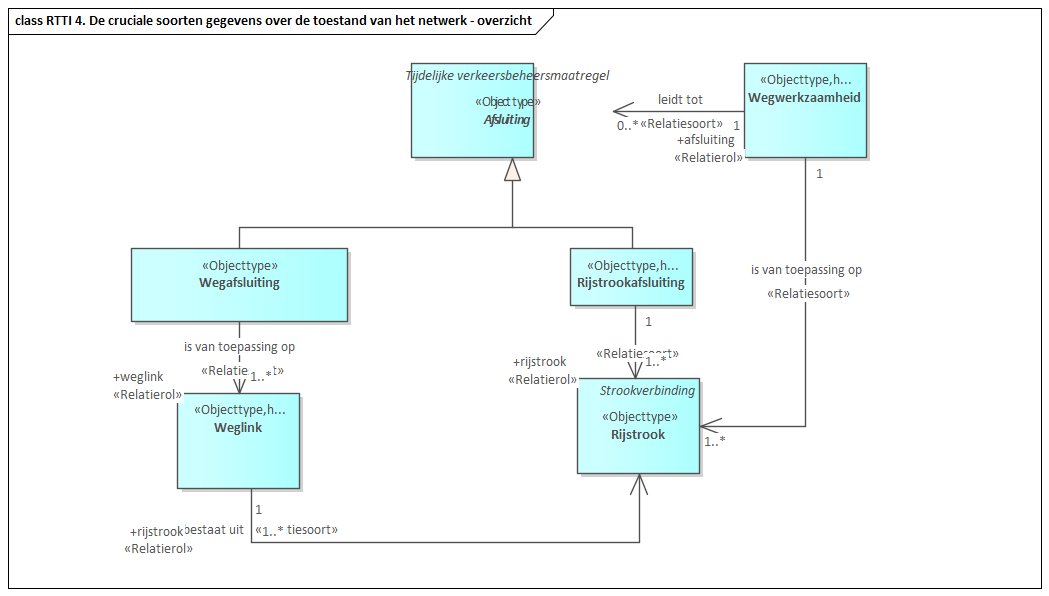 class RTTI 4. De cruciale soorten gegevens over de toestand van het netwerk - overzicht
Tijdelijke verkeersbeheersmaatregel
«Objecttype»
Afsluiting
«Objecttype,h...
Wegwerkzaamheid
leidt tot
0..* «Relatiesoort» 1
+afsluiting
«Relatierol»
1
is van toepassing op
«Relatiesoort»
«Objecttype»
Wegafsluiting
«Objecttype,h...
Rijstrookafsluiting
1
is van toepassing op
«Relatie
1..*
t»
+weglink
«Relatierol»
«Relatiesoort»
1..*
+rijstrook
«Relatierol»
«Objecttype,h...
Weglink
Strookverbinding
«Objecttype»
Rijstrook
1..*
1
+rijstrook
bestaat uit
«
1..*
tiesoort»
«Relatierol»